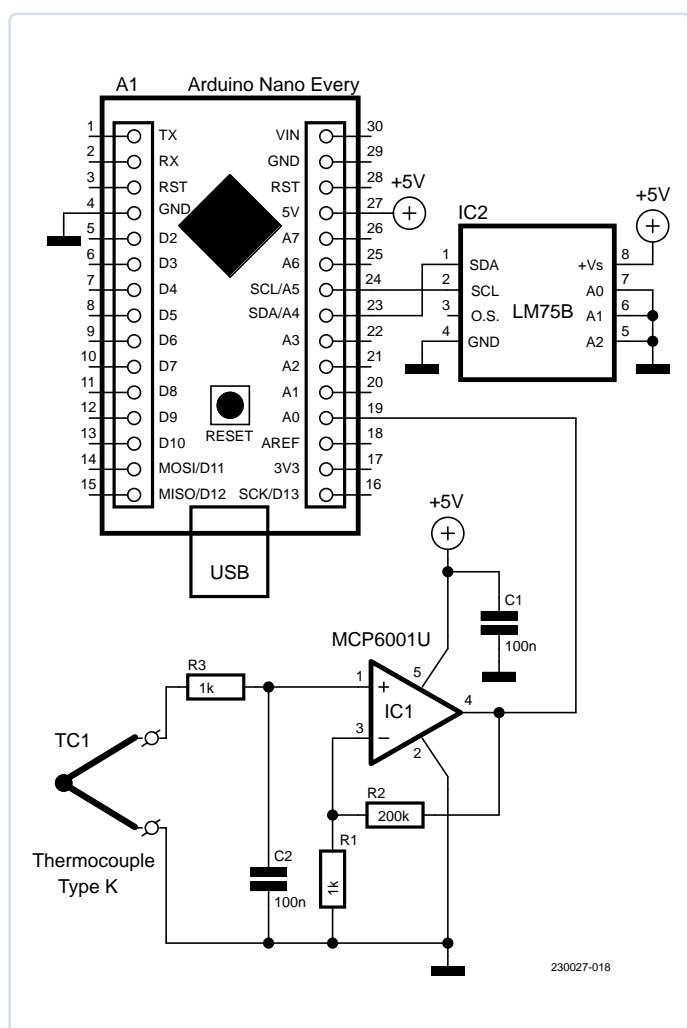 A1 Arduino Nano Every
1 TX VIN 30
2 RX GND 29
3 RST RST 28
4 GND 5V 27
5 D2 A7 26
6 D3 A6 25
7 D4 SCL/A5 24
8 D5 SDA/A4 23
9 D6 A3 22
10 D7 A2 21
11 D8 A1 20
12 D9 A0 19
13 D10 AREF 18
14 MOSI/D11 3V3 17
15 MISO/D12 SCK/D13 16
RESET
USB
+5V
+
+5V
+
IC2
1 SDA +Vs 8
2 SCL A0 7
3 O.S. A1 6
4 GND A2 5
LM75B
+5V
+
C1
100n
MCP6001U
R3
1k
1 +
5
IC1
4
3 −
2
TC1
R2
200k
R1
1k
Thermocouple
Type K
C2
100n
230027-018